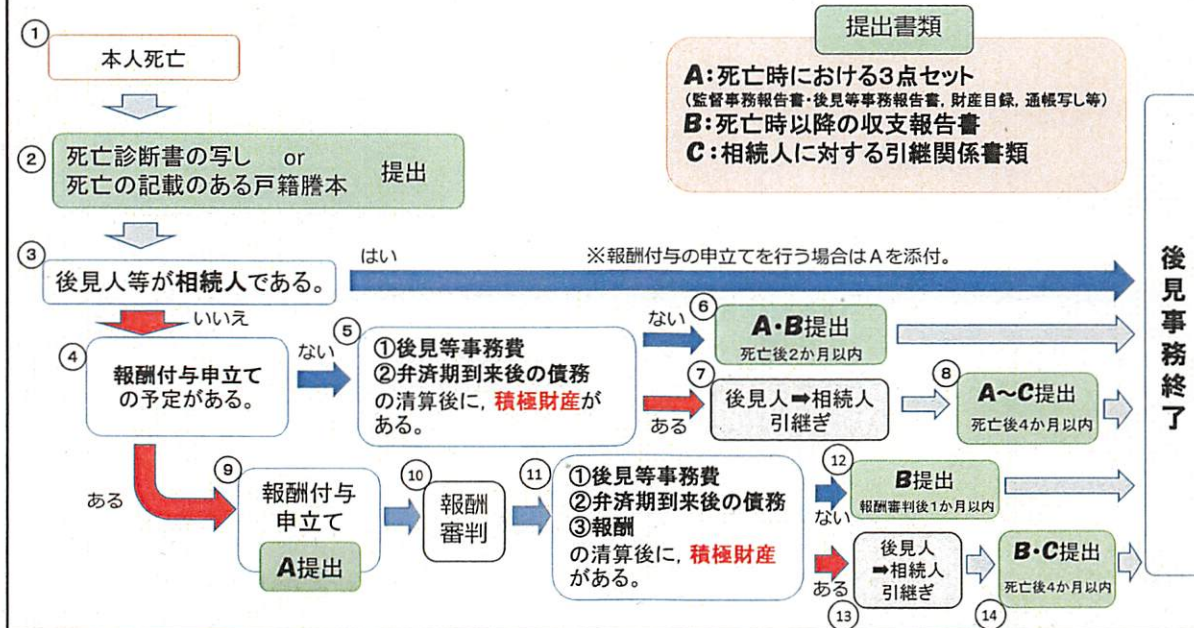 ①
本人死亡
提出書類
A:死亡時における3点セット
(監督事務報告書・後見等事務報告書,財産目録,通帳写し等)
B:死亡時以降の収支報告書
C:相続人に対する引継関係書類
②
死亡診断書の写し or
死亡の記載のある戸籍謄本
提出
③
後見人等が相続人である。
はい
※報酬付与の申立てを行う場合はAを添付。
後見事務終了
いいえ
④
報酬付与申立て
の予定がある。
ない
⑤
①後見等事務費
②弁済期到来後の債務
の清算後に,積極財産が
ある。
ない
⑥
A・B提出
死亡後2か月以内
ある
⑦
後見人➡相続人
引継ぎ
⑧
A~C提出
死亡後4か月以内
ある
⑨
報酬付与
申立て
A提出
⑩
報酬
審判
⑪
①後見等事務費
②弁済期到来後の債務
③報酬
の清算後に,積極財産
がある。
ない
⑫
B提出
報酬審判後1か月以内
ある
⑬
後見人
➡相続人
引継ぎ
⑭
B・C提出
死亡後4か月以内